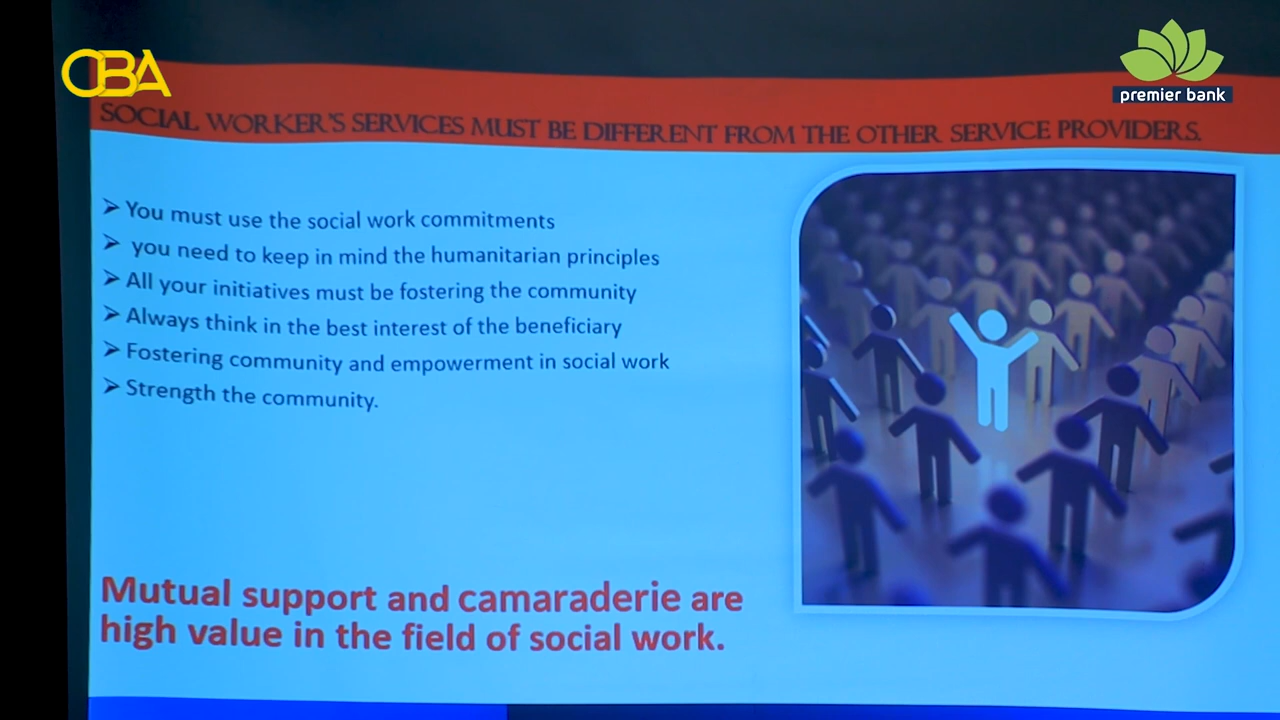 CBA
premier bank
SOCIAL WORKER'S SERVICES MUST BE DIFFERENT FROM THE OTHER SERVICE PROVIDERS.
You must use the social work commitments
you need to keep in mind the humanitarian principles
All your initiatives must be fostering the community
Always think in the best interest of the beneficiary
Fostering community and empowerment in social work
Strength the community.
Mutual support and camaraderie are
high value in the field of social work.